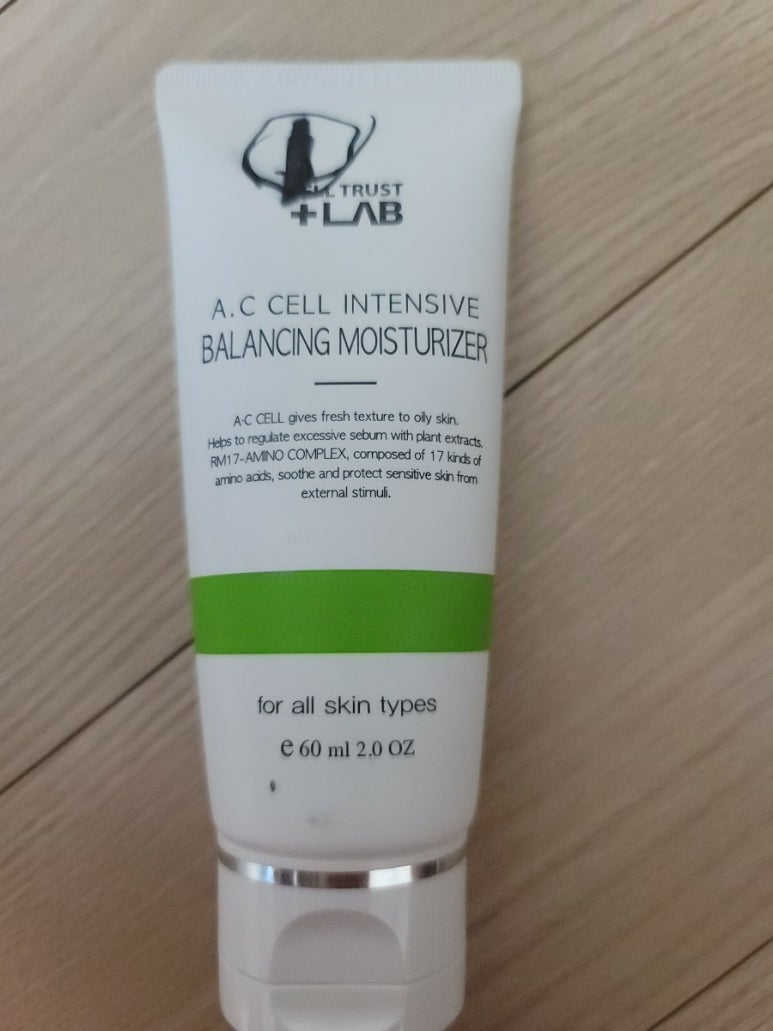 TRUST
+LAB
A.C CELL INTENSIVE
BALANCING MOISTURIZER
A·C CELL gives fresh texture to oily skin.
Helps to regulate excessive sebum with plant extracts.
RM17-AMINO COMPLEX, composed of 17 kinds of
amino acids, soothe and protect sensitive skin from
external stimuli.
for all skin types
e 60 ml 2.0 OZ